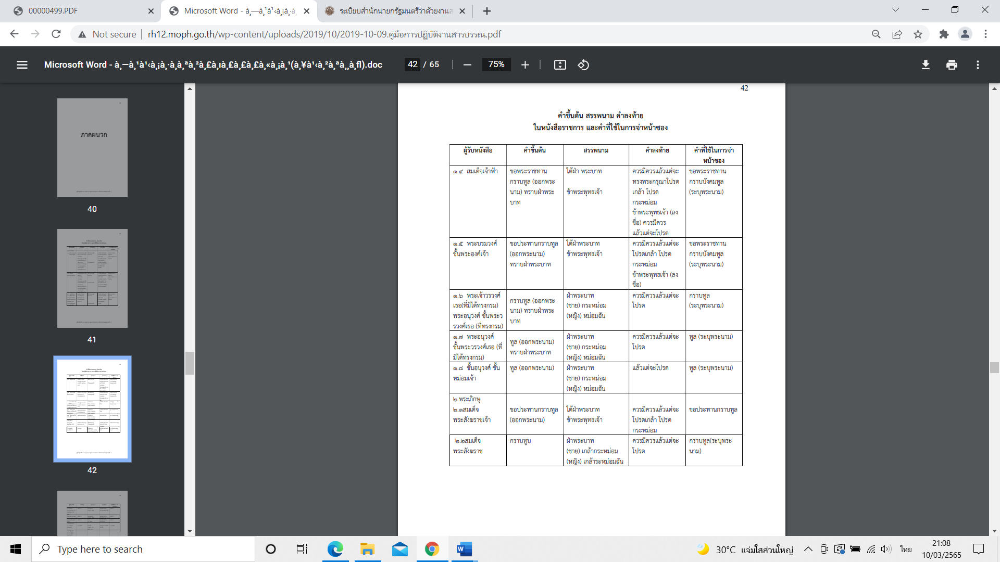 00000499.PDF
Microsoft Word - à¸—à¸¹à¹‹à¸¡à¸·à¸
ระเบียบสำนักนายกรัฐมนตรีว่าด้วยงานส
Not secure
rh12.moph.go.th/wp-content/uploads/2019/10/2019-10-09.คู่มือการปฏิบัติงานสารบรรณ.pdf
42 / 65
75%
ภาคผนวก
40
41
42
42
คำขึ้นต้น สรรพนาม คำลงท้าย
ในหนังสือราชการ และคำที่ใช้ในการจ่าหน้าซอง
ผู้รับหนังสือ
คำขึ้นต้น
สรรพนาม
คำลงท้าย
คำที่ใช้ในการจ่า
หน้าซอง
๑.๔ สมเด็จเจ้าฟ้า
ขอพระราชทาน
กราบทูล (ออกพระ
นาม) ทราบฝ่าพระ
บาท
ใต้ฝ่า พระบาท
ข้าพระพุทธเจ้า
ควรมิควรแล้วแต่จะ
ทรงพระกรุณาโปรด
เกล้า โปรด
กระหม่อม
ข้าพระพุทธเจ้า (ลง
ชื่อ) ควรมีควร
แล้วแต่จะโปรด
ขอพระราชทาน
กราบบังคมทูล
(ระบุพระนาม)
๑.๕ พระบรมวงศ์
ชั้นพระองค์เจ้า
ขอประทานกราบทูล
(ออกพระนาม)
ทราบฝ่าพระบาท
ใต้ฝ่าพระบาท
ข้าพระพุทธเจ้า
ควรมิควรแล้วแต่จะ
โปรดเกล้า โปรด
กระหม่อม
ข้าพระพุทธเจ้า (ลง
ชื่อ)
ขอพระราชทาน
กราบบังคมทูล
(ระบุพระนาม)
๑.๖ พระเจ้าวรวงศ์
เธอ(ที่มิได้ทรงกรม)
พระอนุวงศ์ ชั้นพระว
รวงศ์เธอ (ที่ทรงกรม)
กราบทูล (ออกพระ
นาม) ทราบฝ่าพระ
บาท
ฝ่าพระบาท
(ชาย) กระหม่อม
(หญิง) หม่อมฉัน
ควรมิควรแล้วแต่จะ
โปรด
กราบทูล
(ระบุพระนาม)
๑.๗ พระอนุวงศ์
ชั้นพระวรวงศ์เธอ (ที่
มิได้ทรงกรม)
ทูล (ออกพระนาม)
ทราบฝ่าพระบาท
ฝ่าพระบาท
(ชาย) กระหม่อม
(หญิง) หม่อมฉัน
ควรมิควรแล้วแต่จะ
โปรด
ทูล (ระบุพระนาม)
๑.๘ ชั้นอนุวงศ์ ชั้น
หม่อมเจ้า
ทูล (ออกพระนาม)
ฝ่าพระบาท
(ชาย) กระหม่อม
(หญิง) หม่อมฉัน
แล้วแต่จะโปรด
ทูล (ระบุพระนาม)
๒.พระภิกษุ
๒.๑สมเด็จ
พระสังฆราชเจ้า
ขอประทานกราบทูล
(ออกพระนาม)
ใต้ฝ่าพระบาท
ข้าพระพุทธเจ้า
ควรมิควรแล้วแต่จะ
โปรดเกล้า โปรด
กระหม่อม
ขอประทานกราบทูล
๒.๒สมเด็จ
พระสังฆราช
กราบทูบ
ฝ่าพระบาท
(ชาย) เกล้ากระหม่อม
(หญิง) เกล้าระหม่อมฉัน
ควรมีควรแล้วแต่จะ
โปรด
กราบทูล(ระบุพระ
นาม)
Type here to search
30°C แจ่มใสส่วนใหญ่
ไทย
21:08
10/03/2565